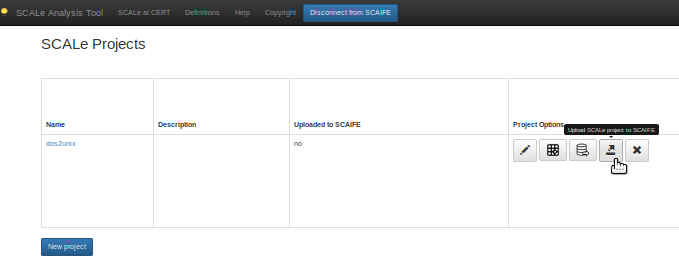 SCALe Analysis Tool SCALe at CERT Definitions Help Copyright Disconnect from SCAIFE
SCALe Projects
Name Description Uploaded to SCAIFE Project Options
Upload SCALe project to SCAIFE
dos2unix no
New project